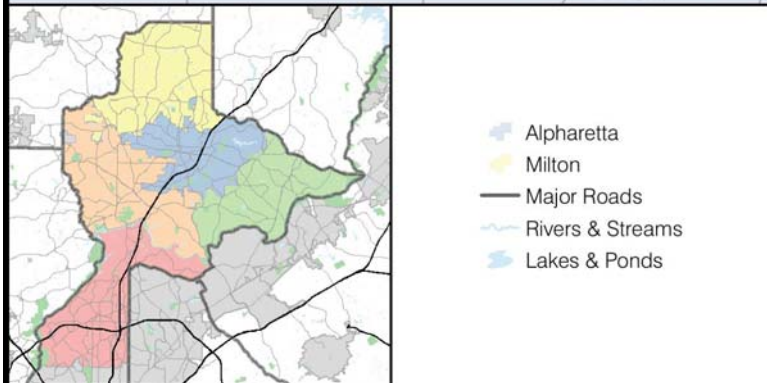 Alpharetta
Milton
Major Roads
Rivers & Streams
Lakes & Ponds